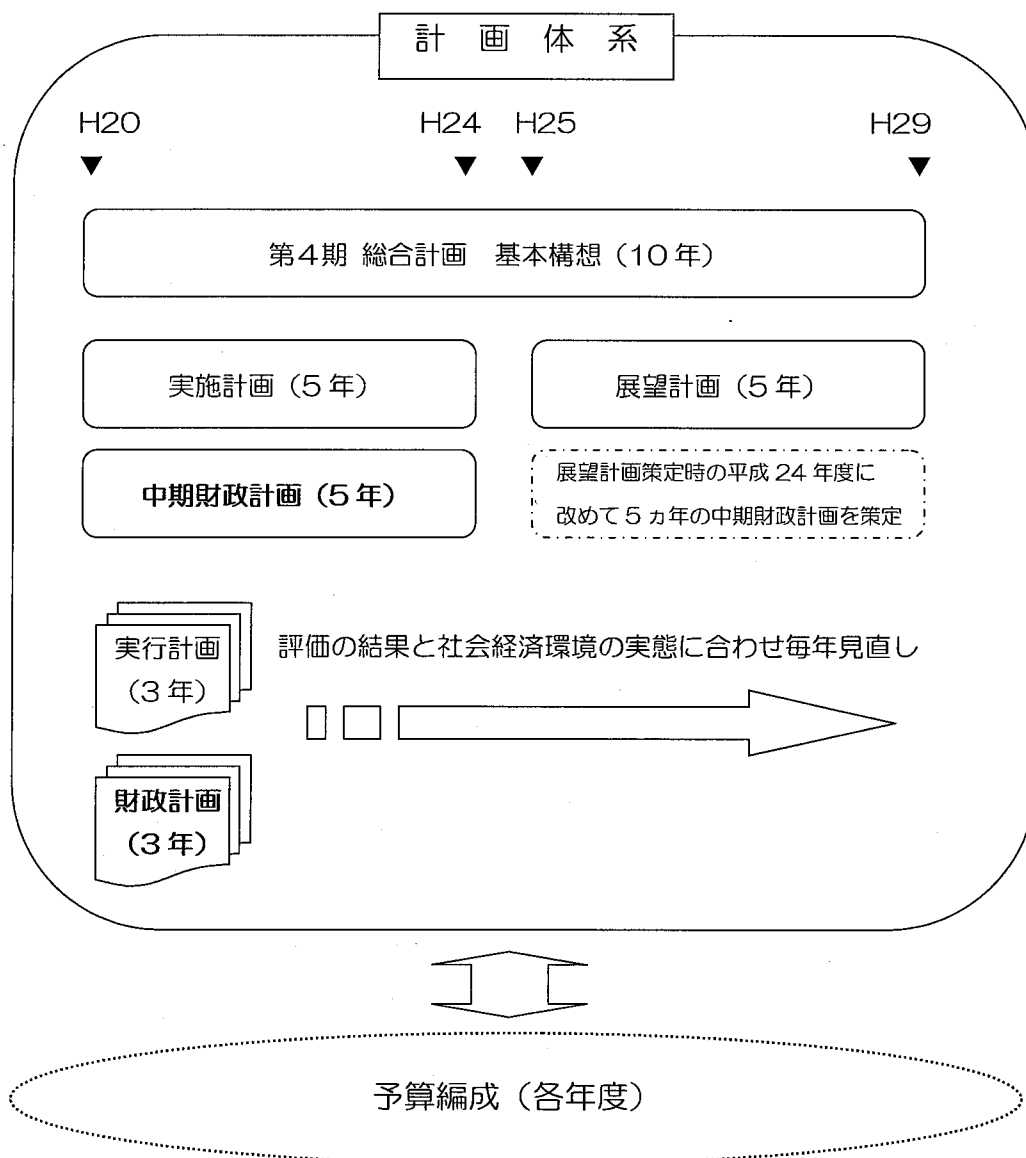 計画体系
H20 H24 H25 H29
第4期 総合計画 基本構想（10年）
実施計画（5年）
展望計画（5年）
中期財政計画（5年）
展望計画策定時の平成24年度に
改めて5ヵ年の中期財政計画を策定
実行計画
（3年）
評価の結果と社会経済環境の実態に合わせ毎年見直し
財政計画
（3年）
予算編成（各年度）